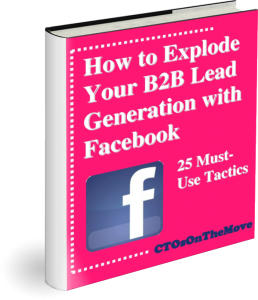 How to Explode
Your B2B Lead
Generation with
Facebook
25 Must-
Use Tactics
f
CTOsOnTheMove